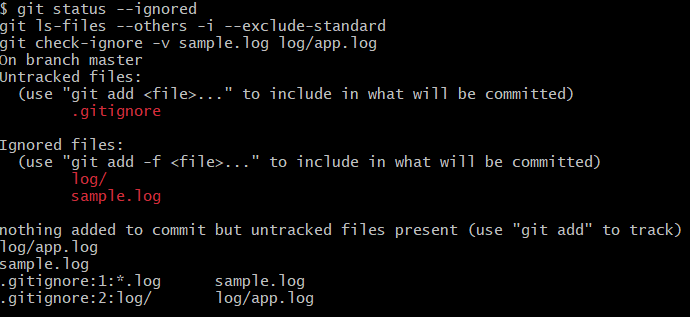 $ git status --ignored
git ls-files --others -i --exclude-standard
git check-ignore -v sample.log log/app.log
On branch master
Untracked files:
  (use "git add <file>..." to include in what will be committed)
        .gitignore

Ignored files:
  (use "git add -f <file>..." to include in what will be committed)
        log/
        sample.log

nothing added to commit but untracked files present (use "git add" to track)
log/app.log
sample.log
.gitignore:1:*.log      sample.log
.gitignore:2:log/       log/app.log